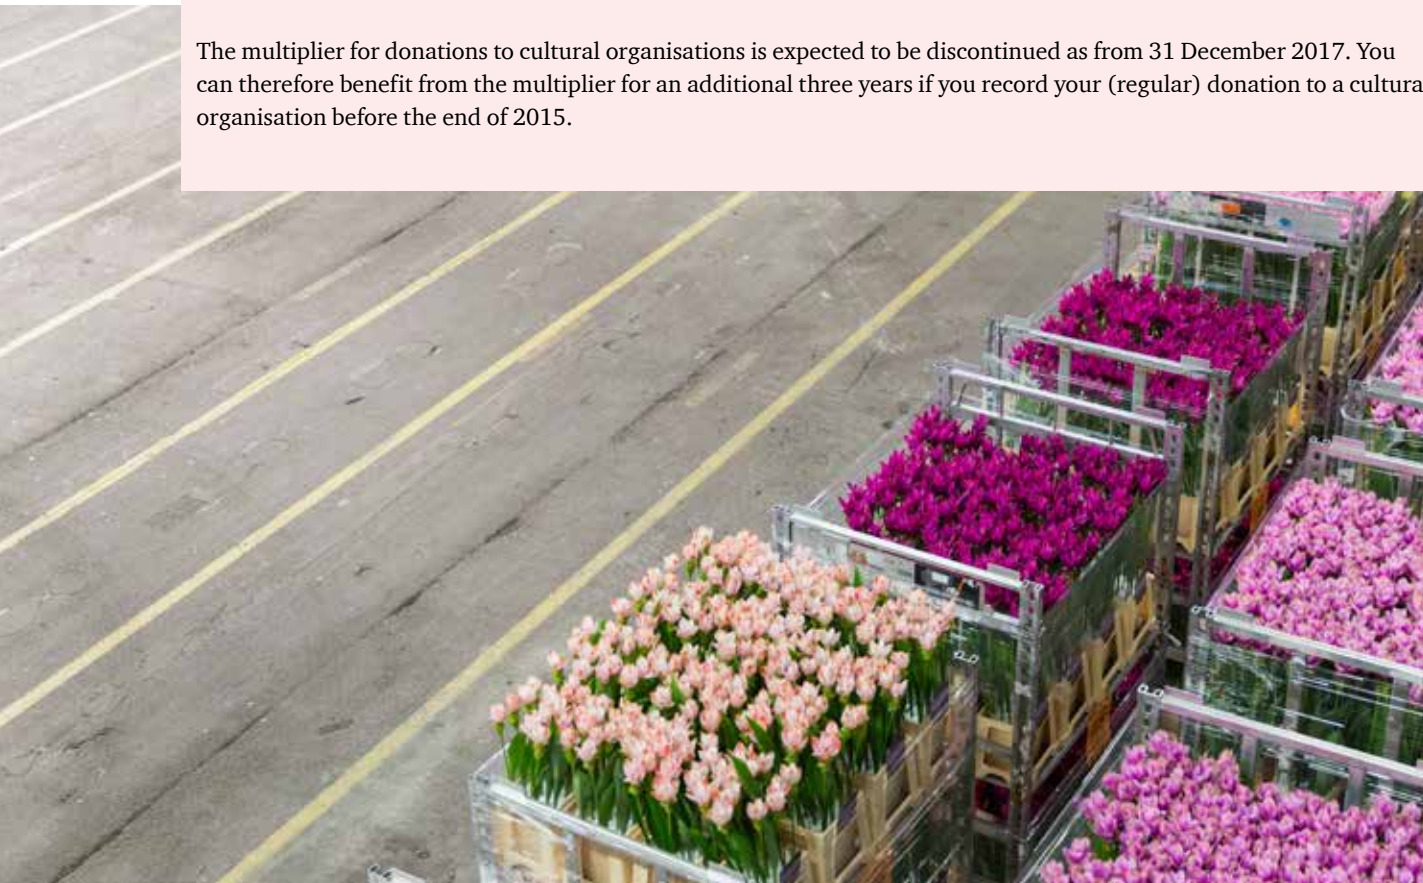 The multiplier for donations to cultural organisations is expected to be discontinued as from 31 December 2017. You
can therefore benefit from the multiplier for an additional three years if you record your (regular) donation to a cultura
organisation before the end of 2015.